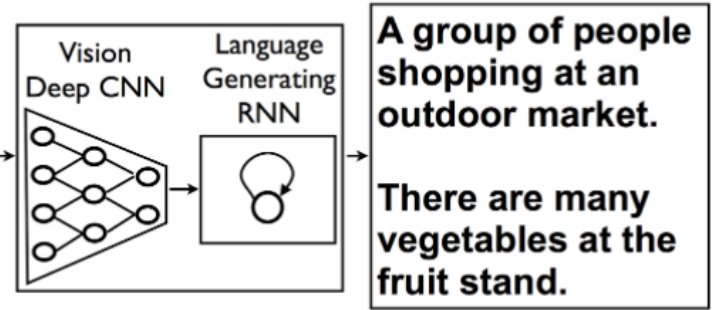 Vision
Deep CNN
Language
Generating
RNN
A group of people
shopping at an
outdoor market.
There are many
vegetables at the
fruit stand.